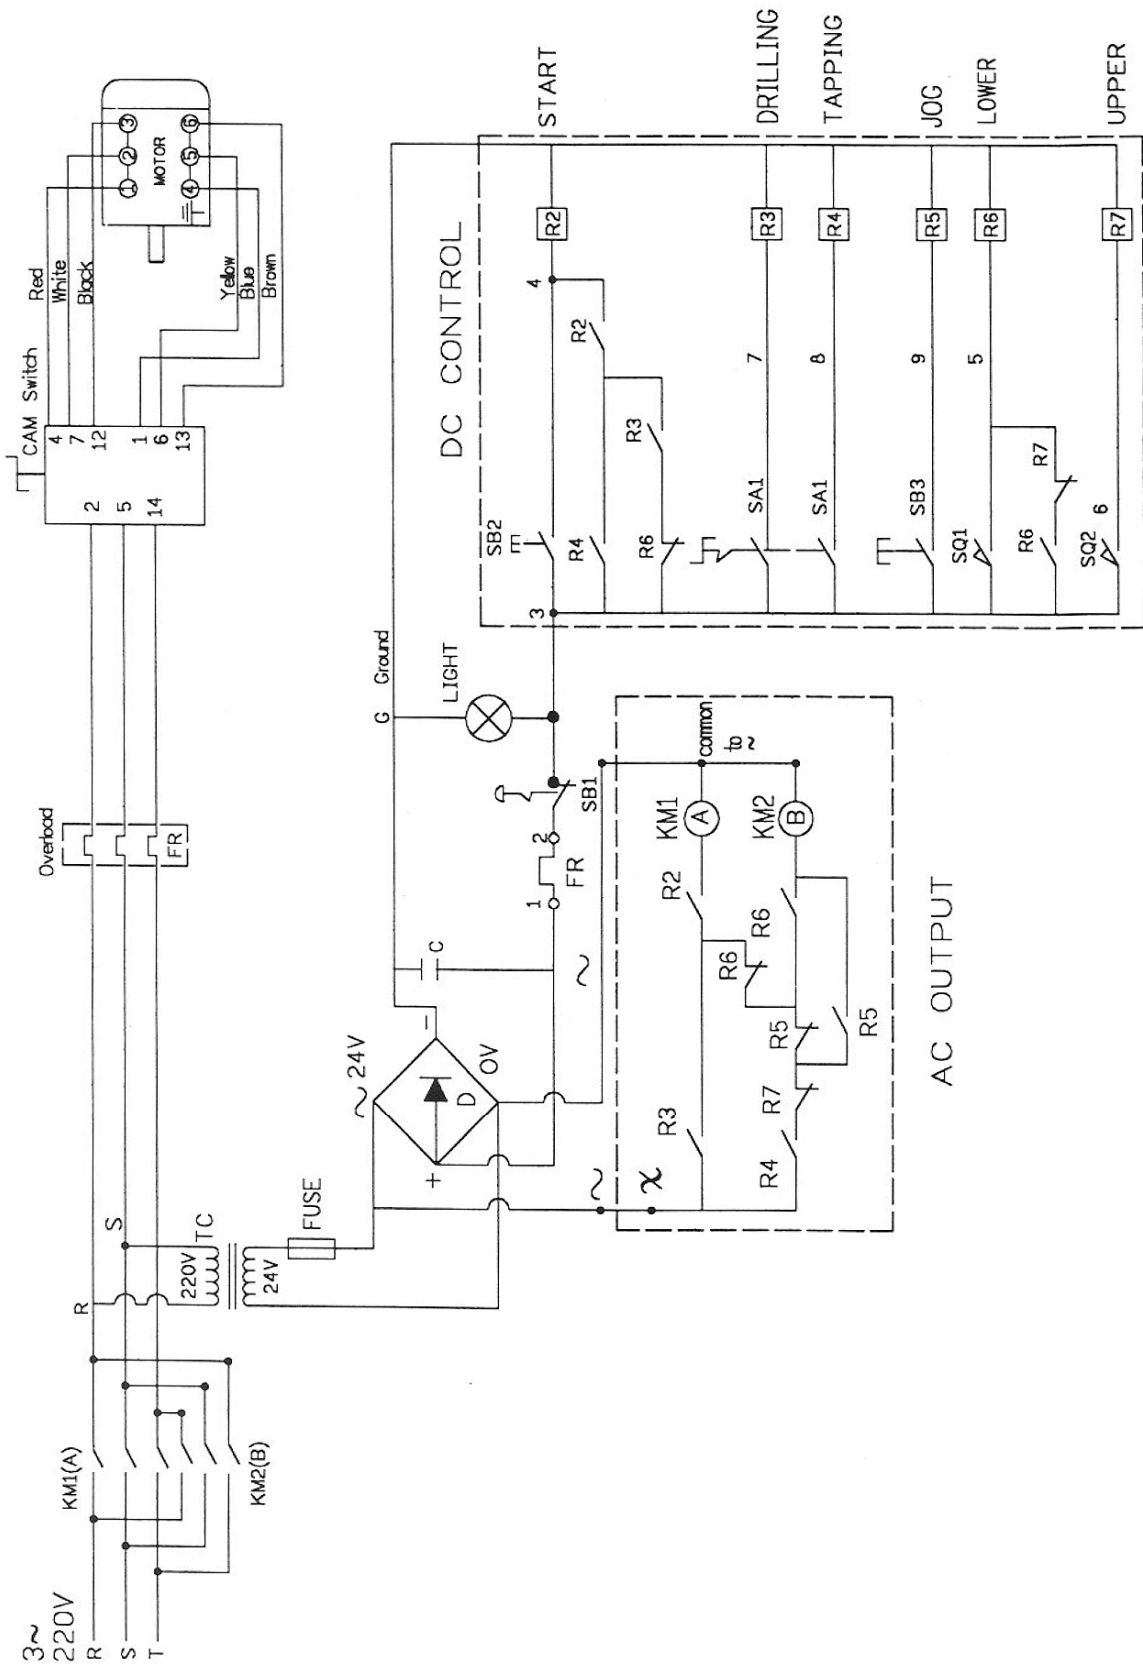 3~
220V
R
S
T
KM1(A)
KM2(B)
R
S
220V
TC
24V
FUSE
Overload
FR
CAM Switch
2
5
14
4
7
12
1
6
13
Red
White
Black
Yellow
Blue
Brown
MOTOR
1
2
3
4
5
6
~24V
0V
+
-
D
C
~
1
FR
2
SB1
G
Ground
LIGHT
DC CONTROL
3
SB2
4
R2
START
R4
R2
R6
R3
SA1
7
R3
DRILLING
SA1
8
R4
TAPPING
SB3
9
R5
JOG
SQ1
5
R6
LOWER
R6
R7
SQ2
6
R7
UPPER
~
x
R3
R2
KM1
A
common
to ~
R6
R4
R7
R5
R6
KM2
B
R5
AC OUTPUT